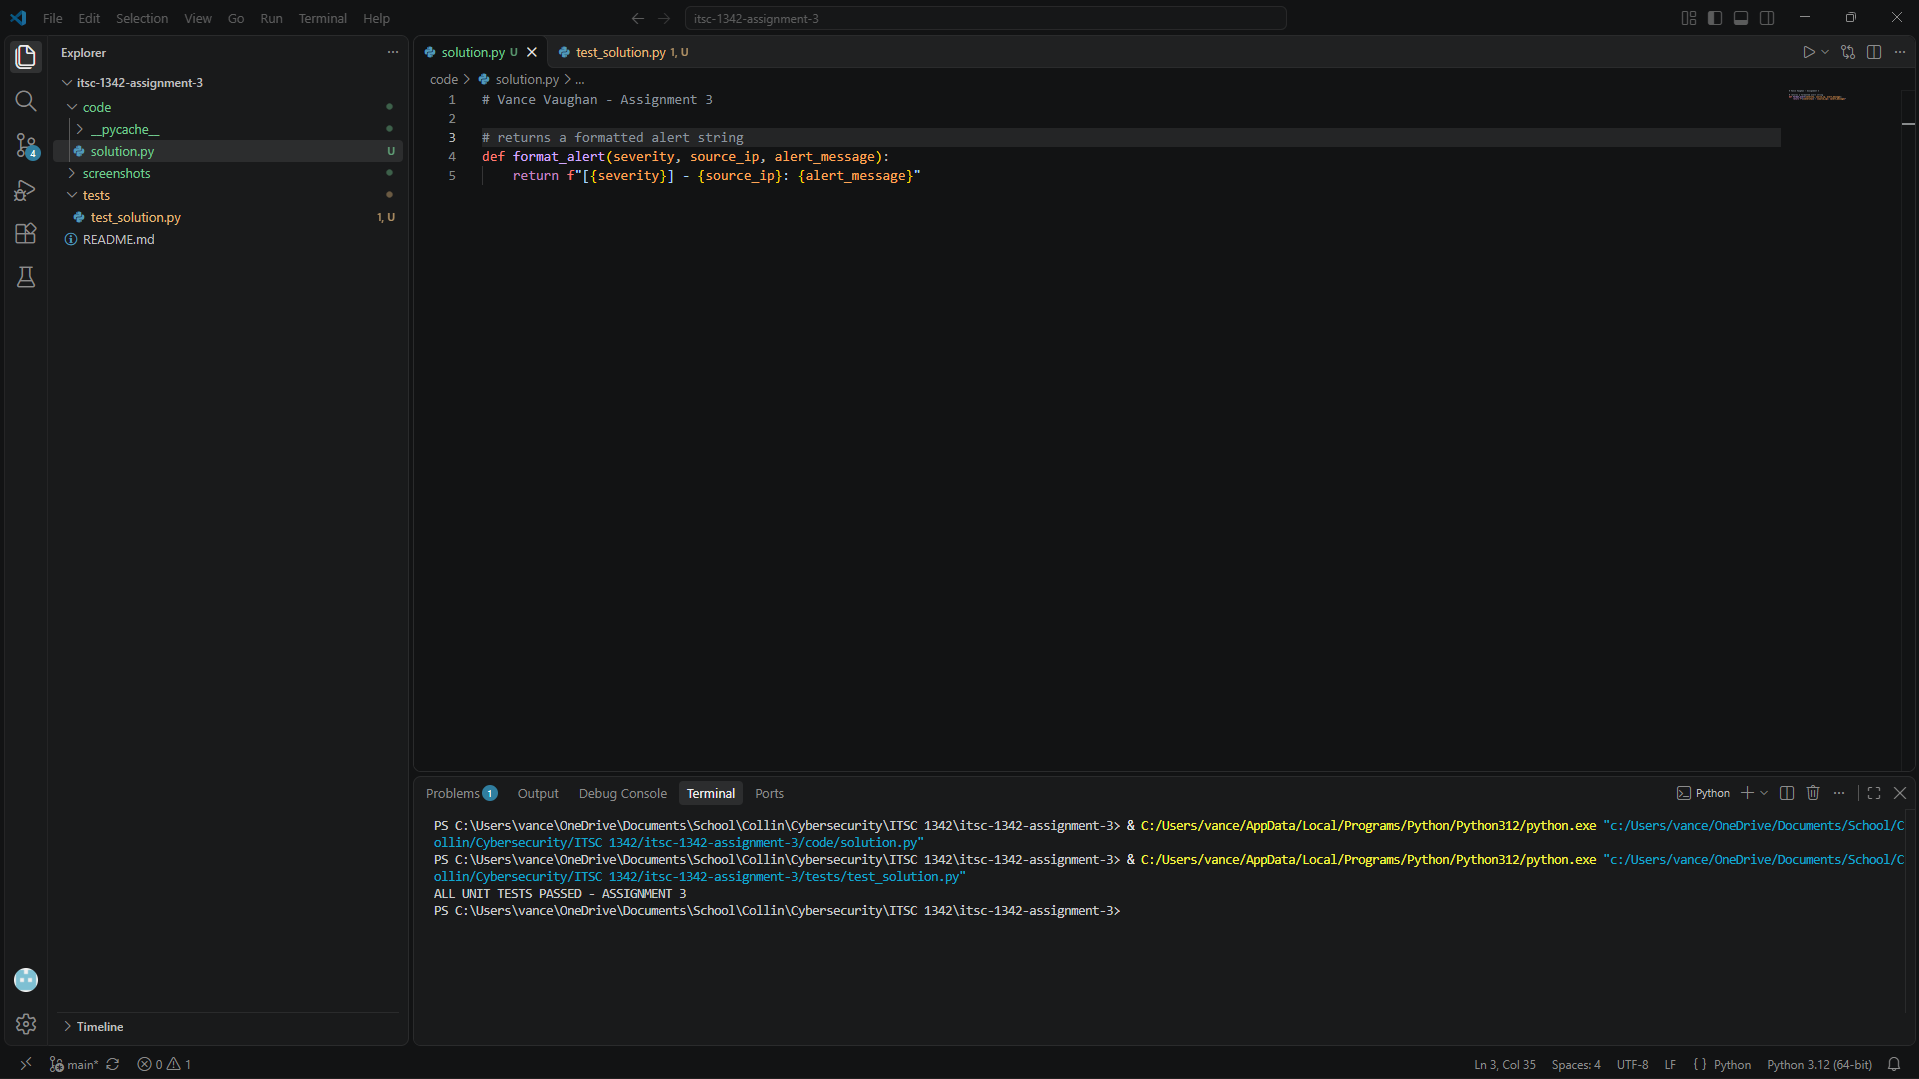 File Edit Selection View Go Run Terminal Help
itsc-1342-assignment-3
Explorer
itsc-1342-assignment-3
code
__pycache__
solution.py U
screenshots
tests
test_solution.py 1, U
README.md
4
Timeline
solution.py U
test_solution.py 1, U
code > solution.py > ...
1 # Vance Vaughan - Assignment 3
2
3 # returns a formatted alert string
4 def format_alert(severity, source_ip, alert_message):
5 return f"[{severity}] - {source_ip}: {alert_message}"
Problems 1 Output Debug Console Terminal Ports
Python
PS C:\Users\vance\OneDrive\Documents\School\Collin\Cybersecurity\ITSC 1342\itsc-1342-assignment-3> & C:/Users/vance/AppData/Local/Programs/Python/Python312/python.exe "c:/Users/vance/OneDrive/Documents/School/C
ollin/Cybersecurity/ITSC 1342/itsc-1342-assignment-3/code/solution.py"
PS C:\Users\vance\OneDrive\Documents\School\Collin\Cybersecurity\ITSC 1342\itsc-1342-assignment-3> & C:/Users/vance/AppData/Local/Programs/Python/Python312/python.exe "c:/Users/vance/OneDrive/Documents/School/C
ollin/Cybersecurity/ITSC 1342/itsc-1342-assignment-3/tests/test_solution.py"
ALL UNIT TESTS PASSED - ASSIGNMENT 3
PS C:\Users\vance\OneDrive\Documents\School\Collin\Cybersecurity\ITSC 1342\itsc-1342-assignment-3>
main* 0 1
Ln 3, Col 35 Spaces: 4 UTF-8 LF { } Python Python 3.12 (64-bit)